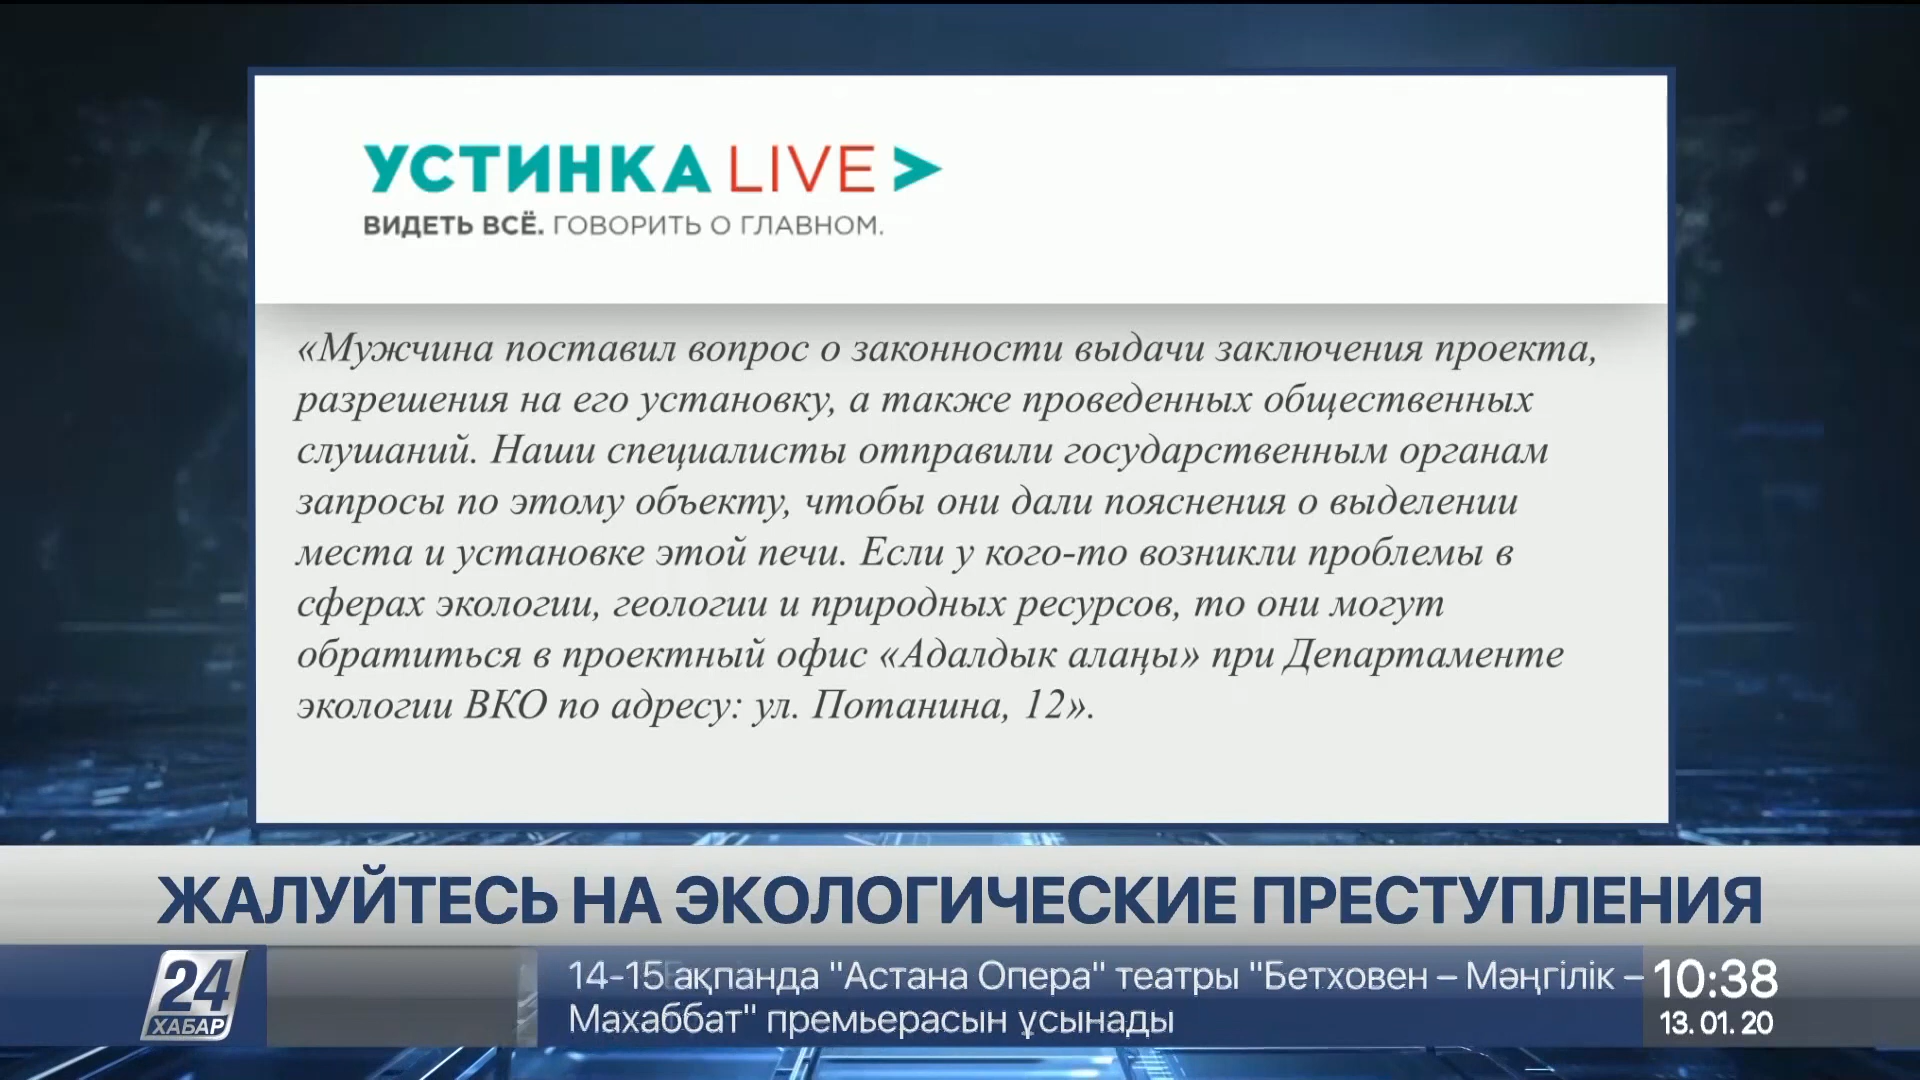 УСТИНКА LIVE >
ВИДЕТЬ ВСЁ. ГОВОРИТЬ О ГЛАВНОМ.
«Мужчина поставил вопрос о законности выдачи заключения проекта,
разрешения на его установку, а также проведенных общественных
слушаний. Наши специалисты отправили государственным органам
запросы по этому объекту, чтобы они дали пояснения о выделении
места и установке этой печи. Если у кого-то возникли проблемы в
сферах экологии, геологии и природных ресурсов, то они могут
обратиться в проектный офис «Адалдык алаңы» при Департаменте
экологии ВКО по адресу: ул. Потанина, 12».
ЖАЛУЙТЕСЬ НА ЭКОЛОГИЧЕСКИЕ ПРЕСТУПЛЕНИЯ
24
ХАБАР
14-15 ақпанда "Астана Опера" театры "Бетховен – Мәңгілік –
Махаббат" премьерасын ұсынады
10:38
13. 01. 20